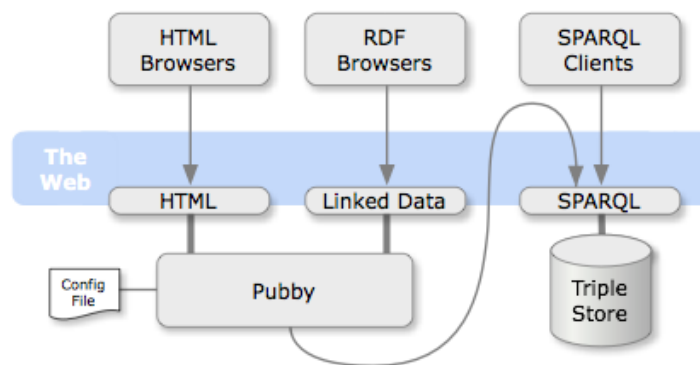 HTML
Browsers
RDF
Browsers
SPARQL
Clients
The
Web
HTML
Linked Data
SPARQL
Config
File
Pubby
Triple
Store